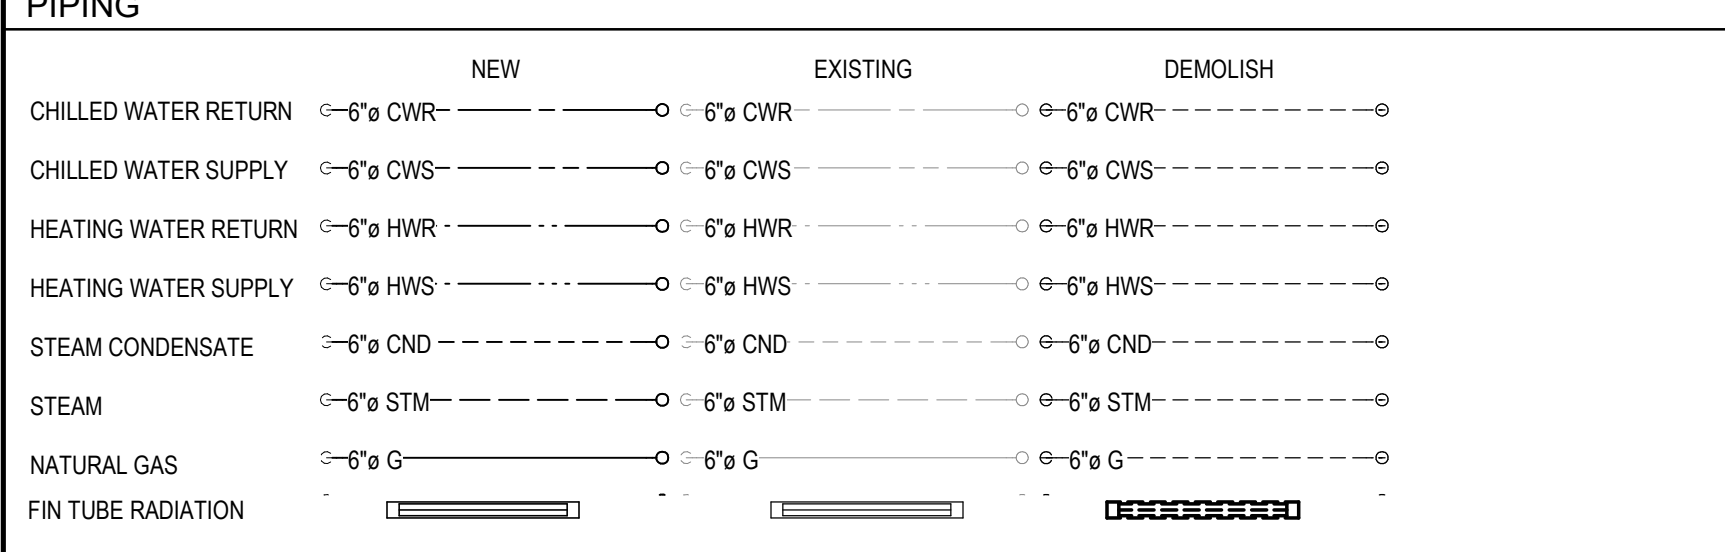 PIPING
NEW EXISTING DEMOLISH
CHILLED WATER RETURN 6"ø CWR 6"ø CWR 6"ø CWR
CHILLED WATER SUPPLY 6"ø CWS 6"ø CWS 6"ø CWS
HEATING WATER RETURN 6"ø HWR 6"ø HWR 6"ø HWR
HEATING WATER SUPPLY 6"ø HWS 6"ø HWS 6"ø HWS
STEAM CONDENSATE 6"ø CND 6"ø CND 6"ø CND
STEAM 6"ø STM 6"ø STM 6"ø STM
NATURAL GAS 6"ø G 6"ø G 6"ø G
FIN TUBE RADIATION